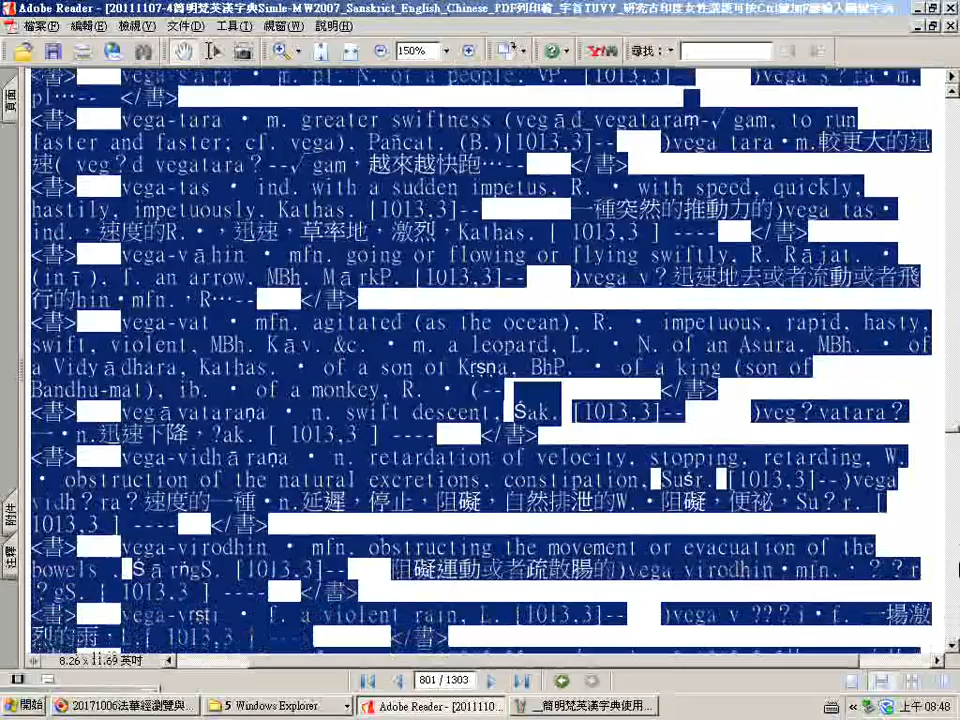 Adobe Reader - [20111107-4簡明梵英漢字典Simle-MW2007_Sanskrict_English_Chinese_PDF列印檔_字首TUVY_研究古印度女性謎語可按Ctrl鍵加F鍵輸入關鍵字查
檔案(F) 編輯(E) 檢視(V) 文件(D) 工具(T) 視窗(W) 說明(H)
150% 尋找：
頁面
<書> vega-sāra • m. pl. N. of a people. VP. [1013,3]-- )vega s?ra•m.
pl…-- </書>
<書> vega-tara • m. greater swiftness (vegād vegataraṃ-√ gam, to run
faster and faster; cf. vega), Pañcat. (B.)[1013,3]-- )vega tara•m.較更大的迅
速( veg?d vegatara?--√ gam，越來越快跑…-- </書>
<書> vega-tas • ind. with a sudden impetus, R. • with speed, quickly,
hastily, impetuously, Kathas. [1013,3]-- 一種突然的推動力的)vega tas•
ind.，速度的R.•，迅速，草率地，激烈，Kathas. [ 1013,3 ] ---- </書>
<書> vega-vāhin • mfn. going or flowing or flying swiftly, R. Rājat. •
(inī), f. an arrow, MBh. MārkP. [1013,3]-- )vega v?迅速地去或者流動或者飛
行的hin•mfn.，R…-- </書>
<書> vega-vat • mfn. agitated (as the ocean), R. • impetuous, rapid, hasty,
swift, violent, MBh. Kāv. &c. • m. a leopard, L. • N. of an Asura, MBh. • of
a Vidyādhara, Kathas. • of a son of Kṛṣṇa, BhP. • of a king (son of
Bandhu-mat), ib. • of a monkey, R. • (-- </書>
<書> vegāvataraṇa • n. swift descent, Śak. [1013,3]-- )veg?vatara?
一•n.迅速下降，?ak. [ 1013,3 ] ---- </書>
<書> vega-vidhāraṇa • n. retardation of velocity, stopping, retarding, W.
• obstruction of the natural excretions, constipation, Suśr. [1013,3]--)vega
vidh?ra?速度的一種•n.延遲，停止，阻礙，自然排泄的W.•阻礙，便祕，Su?r. [
1013,3 ] ---- </書>
<書> vega-virodhin • mfn. obstructing the movement or evacuation of the
bowels, ŚārṅgS. [1013,3]-- 阻礙運動或者疏散腸的)vega virodhin•mfn.，??r
?gS. [ 1013,3 ] ---- </書>
<書> vega-vṛṣṭi • f. a violent rain, L. [1013,3]-- )vega v???i•f. 一場激
烈的雨，L. [ 1013,3 ] ---- </書>
附件
注釋
8.26 x 11.69 英吋
801 / 1303
開始 20171006法華經瀏覽與... 5 Windows Explorer Adobe Reader - [2011110... __簡明梵英漢字典使用... 上午 08:48